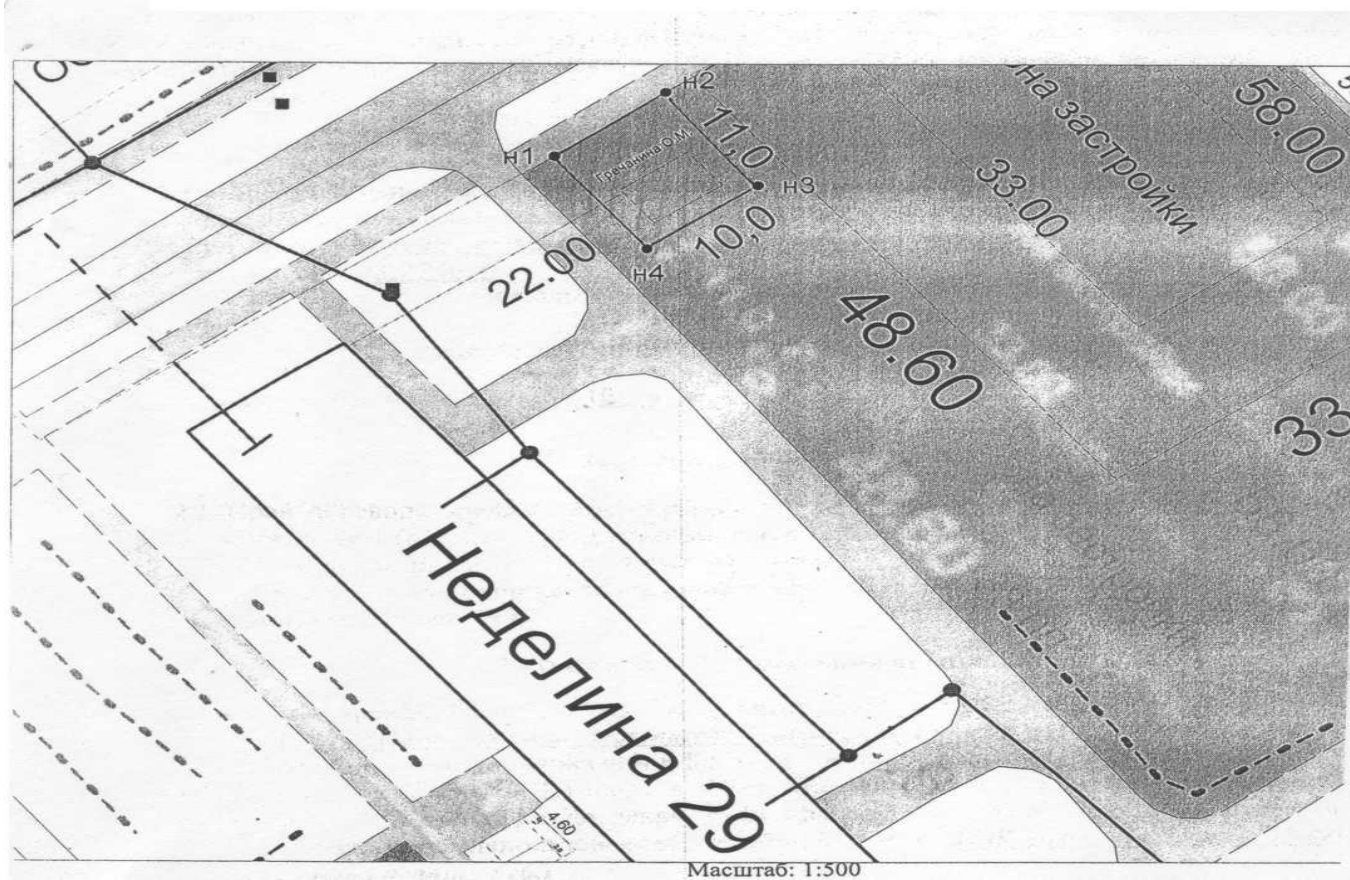 н2
н1
Гречанина О.М.
11,0
н3
10,0
н4
22.00
на застройки
58.00
33.00
48.60
33
Неделина 29
4.60
Масштаб: 1:500